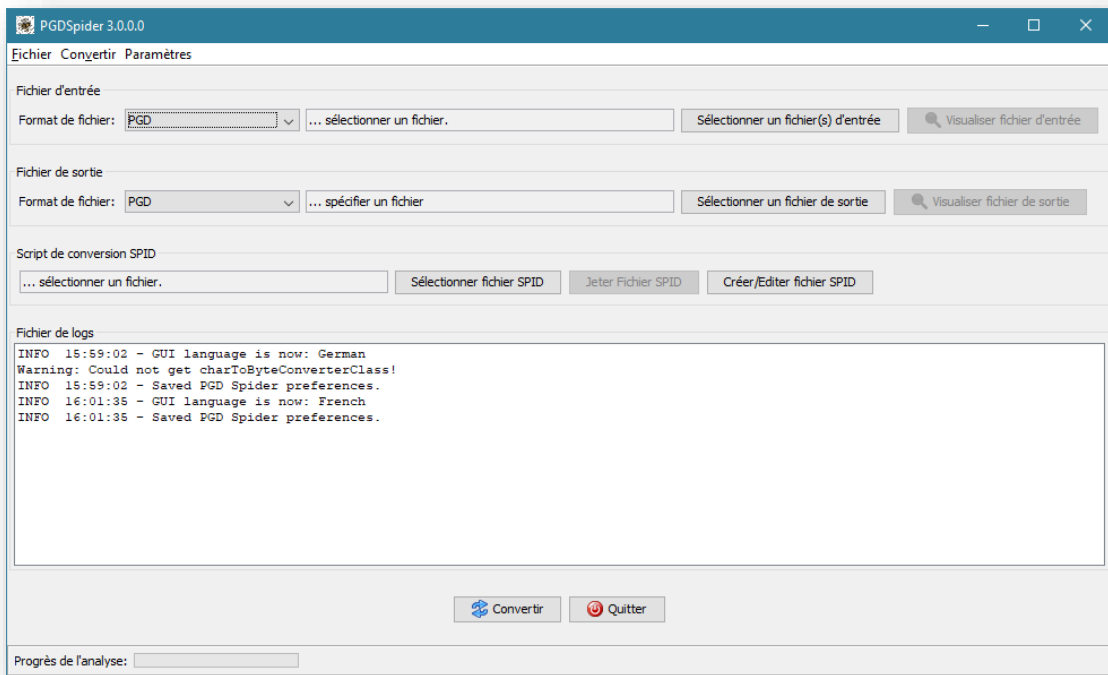 PGDSpider 3.0.0.0
Fichier Convertir Paramètres
Fichier d'entrée
Format de fichier: PGD ... sélectionner un fichier. Sélectionner un fichier(s) d'entrée Visualiser fichier d'entrée
Fichier de sortie
Format de fichier: PGD ... spécifier un fichier Sélectionner un fichier de sortie Visualiser fichier de sortie
Script de conversion SPID
... sélectionner un fichier. Sélectionner fichier SPID Jeter Fichier SPID Créer/Editer fichier SPID
Fichier de logs
INFO 15:59:02 - GUI language is now: German
Warning: Could not get charToByteConverterClass!
INFO 15:59:02 - Saved PGD Spider preferences.
INFO 16:01:35 - GUI language is now: French
INFO 16:01:35 - Saved PGD Spider preferences.
Convertir Quitter
Progrès de l'analyse: